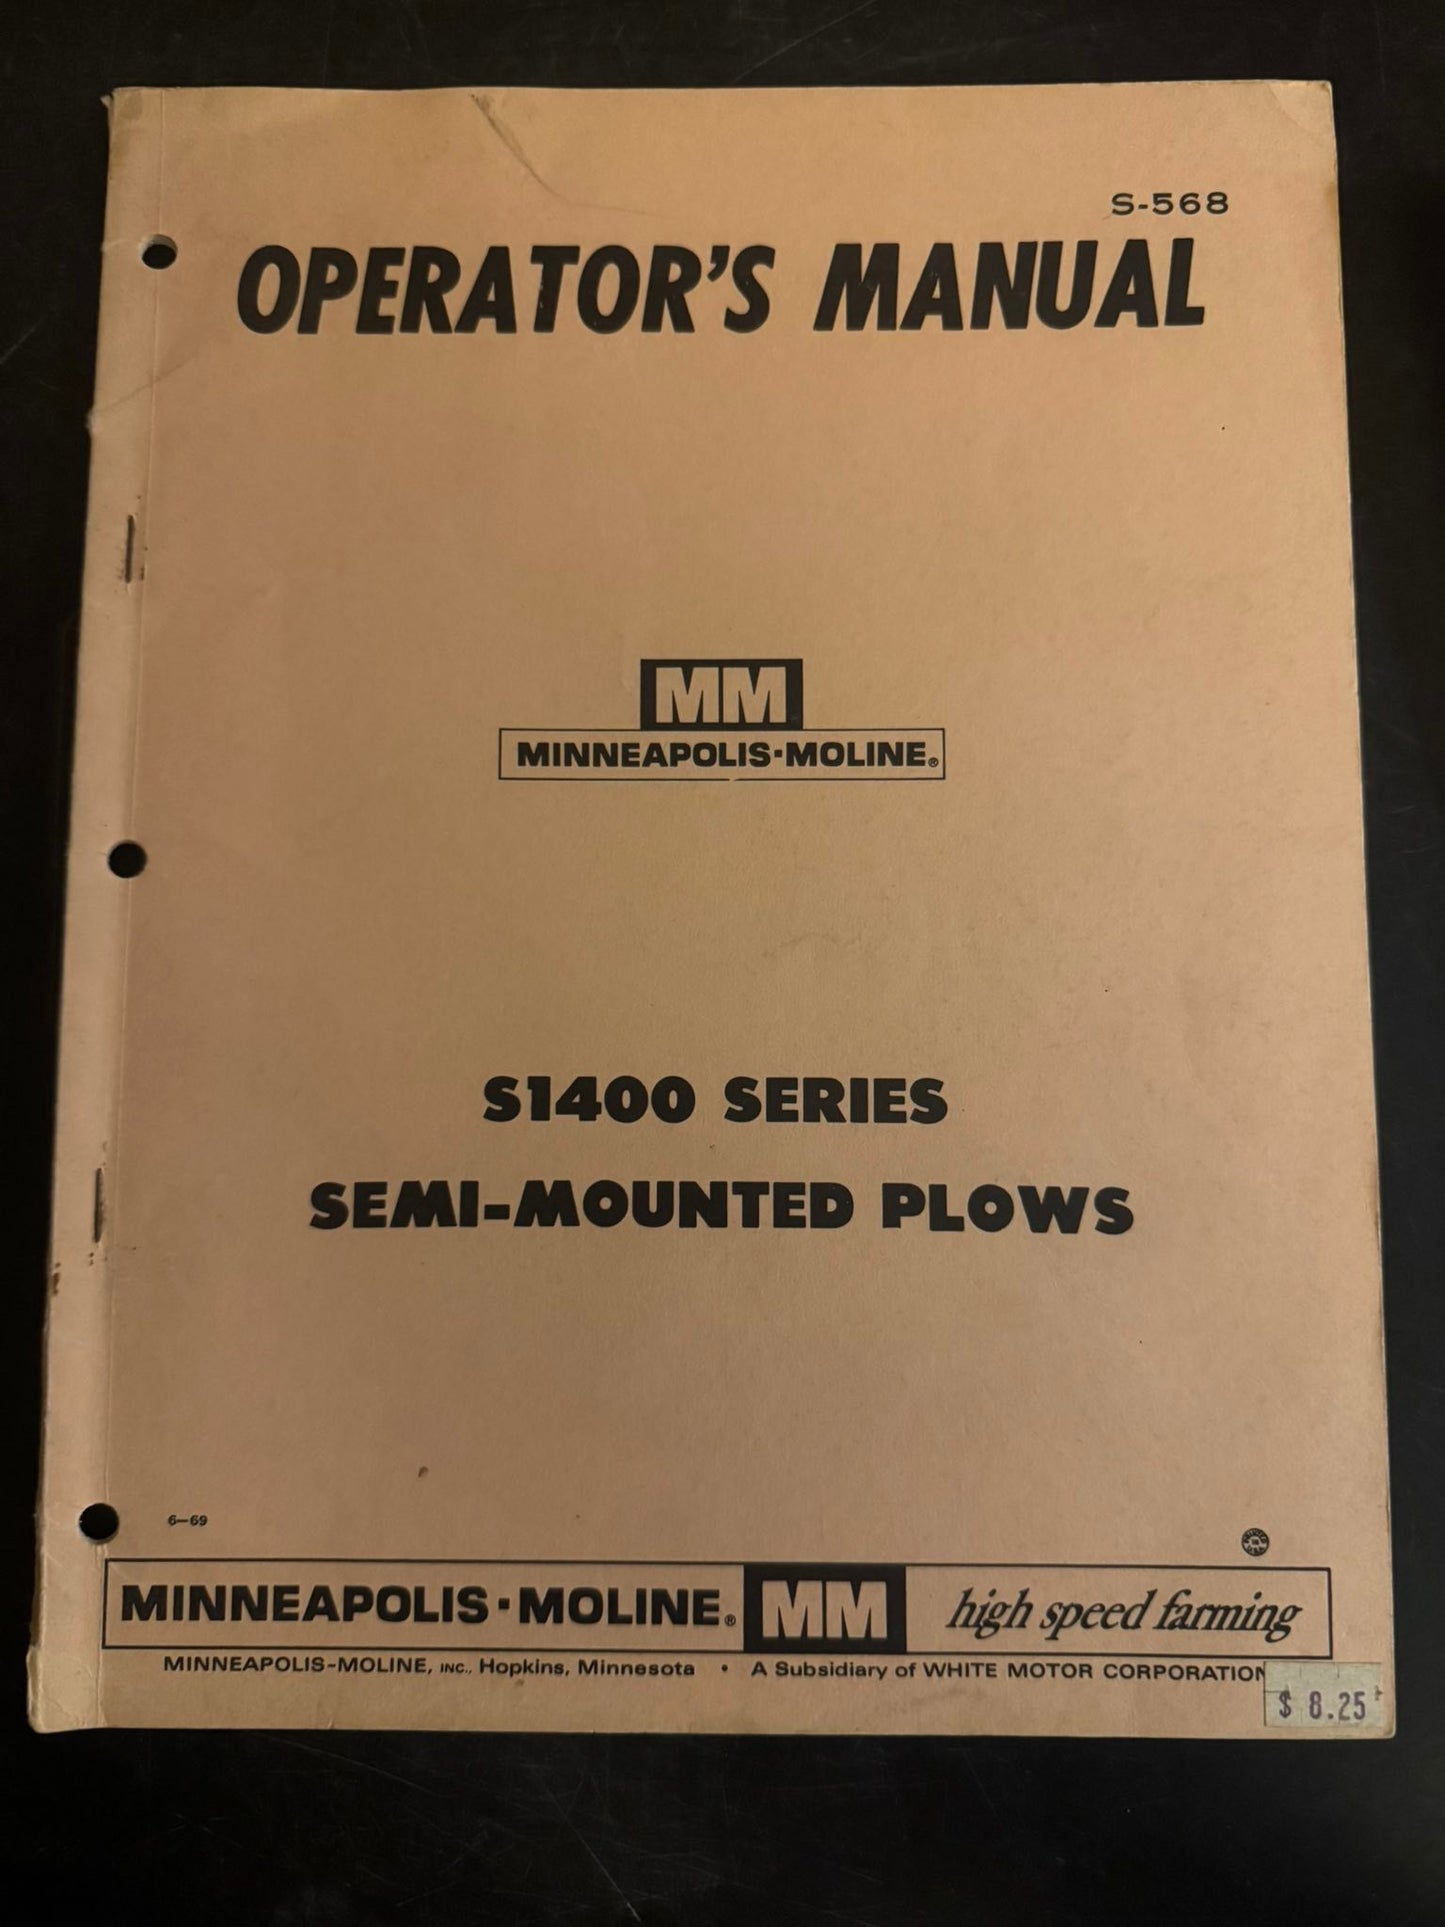 S-568
OPERATOR'S MANUAL
MM
MINNEAPOLIS-MOLINE®
S1400 SERIES
SEMI-MOUNTED PLOWS
6-69
MINNEAPOLIS-MOLINE® MM high speed farming
MINNEAPOLIS-MOLINE, INC., Hopkins, Minnesota • A Subsidiary of WHITE MOTOR CORPORATION
$ 8.25